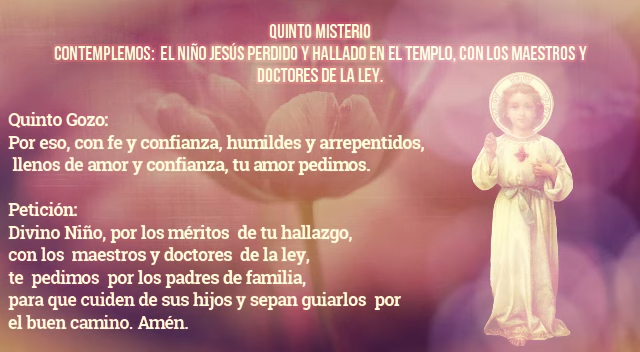 QUINTO MISTERIO
CONTEMPLEMOS: EL NIÑO JESÚS PERDIDO Y HALLADO EN EL TEMPLO, CON LOS MAESTROS Y
DOCTORES DE LA LEY.
Quinto Gozo:
Por eso, con fe y confianza, humildes y arrepentidos,
llenos de amor y confianza, tu amor pedimos.
Petición:
Divino Niño, por los méritos de tu hallazgo,
con los maestros y doctores de la ley,
te pedimos por los padres de familia,
para que cuiden de sus hijos y sepan guiarlos por
el buen camino. Amén.